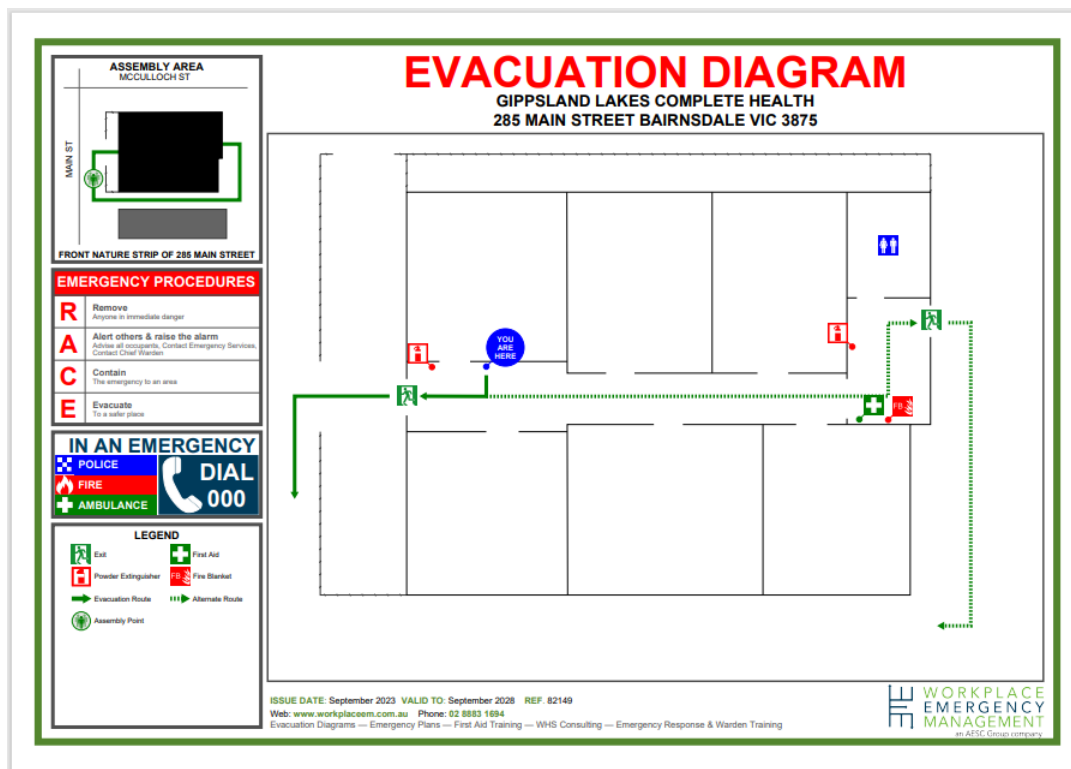 ASSEMBLY AREA
MCCULLOCH ST
MAIN ST
FRONT NATURE STRIP OF 285 MAIN STREET
EVACUATION DIAGRAM
GIPPSLAND LAKES COMPLETE HEALTH
285 MAIN STREET BAIRNSDALE VIC 3875
EMERGENCY PROCEDURES
R Remove
Anyone in immediate danger
A Alert others & raise the alarm
Advise all occupants, Contact Emergency Services,
Contact Chief Warden
C Contain
The emergency to an area
E Evacuate
To a safer place
IN AN EMERGENCY
POLICE
FIRE
AMBULANCE
DIAL
000
LEGEND
Exit
First Aid
Powder Extinguisher
FB Fire Blanket
Evacuation Route
Alternate Route
Assembly Point
YOU
ARE
HERE
FB
ISSUE DATE: September 2023 VALID TO: September 2028 REF. 82149
Web: www.workplaceem.com.au Phone: 02 8883 1694
Evacuation Diagrams — Emergency Plans — First Aid Training — WHS Consulting — Emergency Response & Warden Training
WORKPLACE
EMERGENCY
MANAGEMENT
an AESC Group company